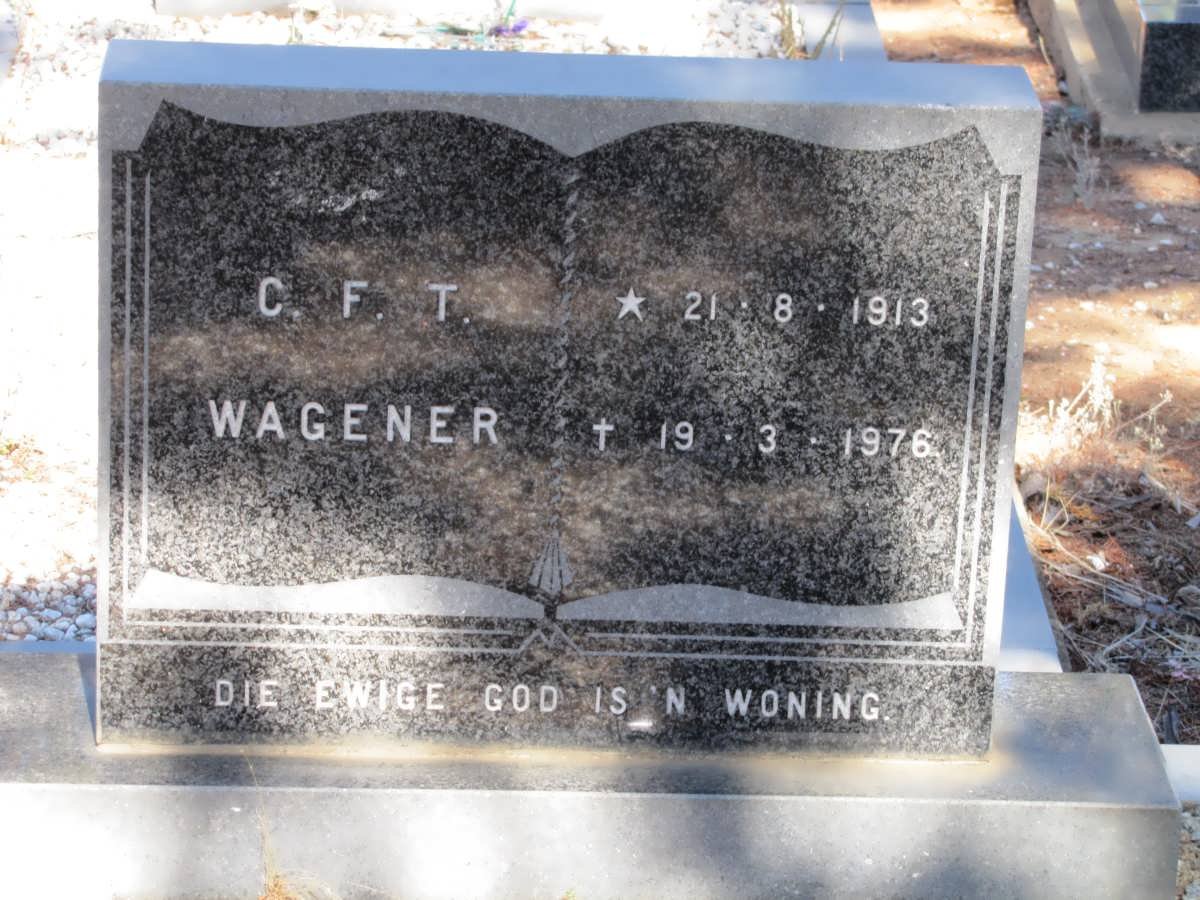 C. F. T.
WAGENER
★ 21 · 8 · 1913
† 19 · 3 · 1976.
DIE EWIGE GOD IS 'N WONING.